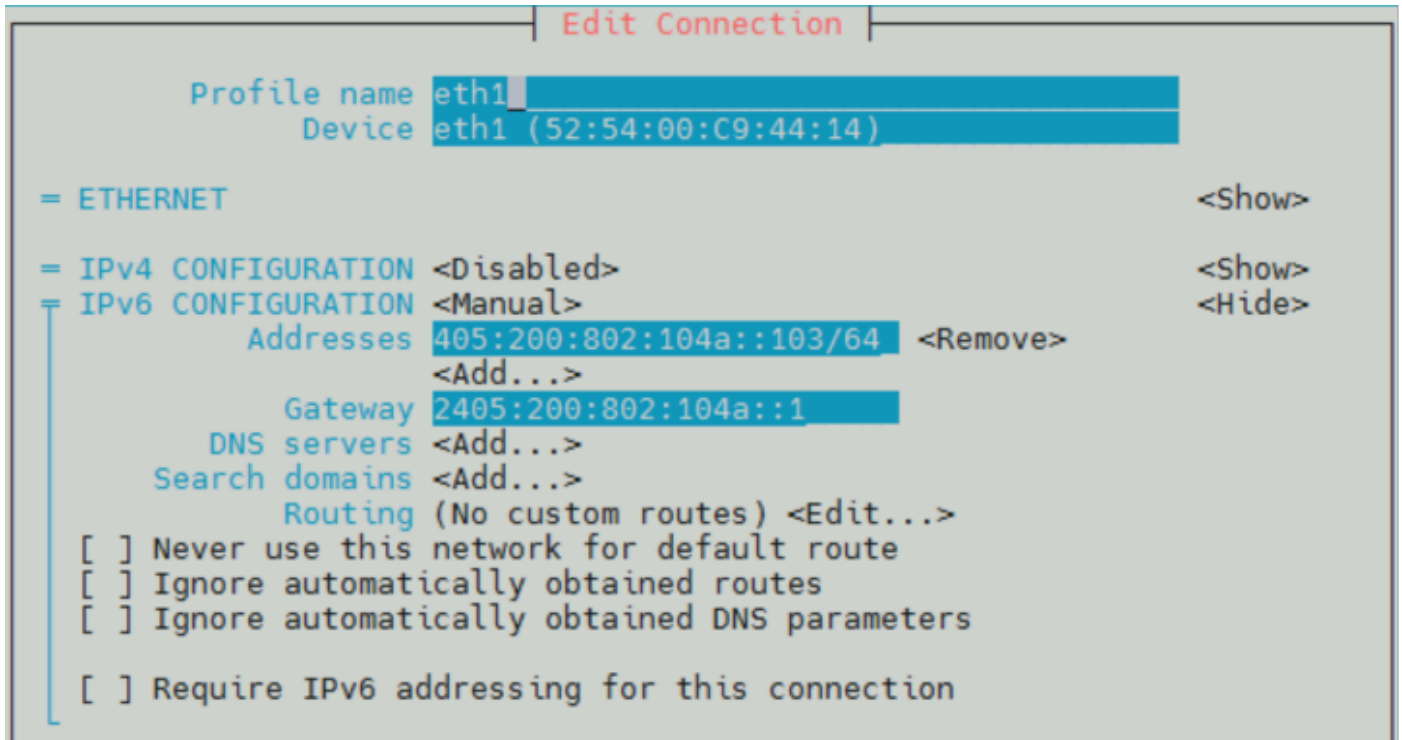 Edit Connection
Profile name eth1
Device eth1 (52:54:00:C9:44:14)
= ETHERNET <Show>
= IPv4 CONFIGURATION <Disabled> <Show>
= IPv6 CONFIGURATION <Manual> <Hide>
Addresses 405:200:802:104a::103/64 <Remove>
<Add...>
Gateway 2405:200:802:104a::1
DNS servers <Add...>
Search domains <Add...>
Routing (No custom routes) <Edit...>
[ ] Never use this network for default route
[ ] Ignore automatically obtained routes
[ ] Ignore automatically obtained DNS parameters
[ ] Require IPv6 addressing for this connection